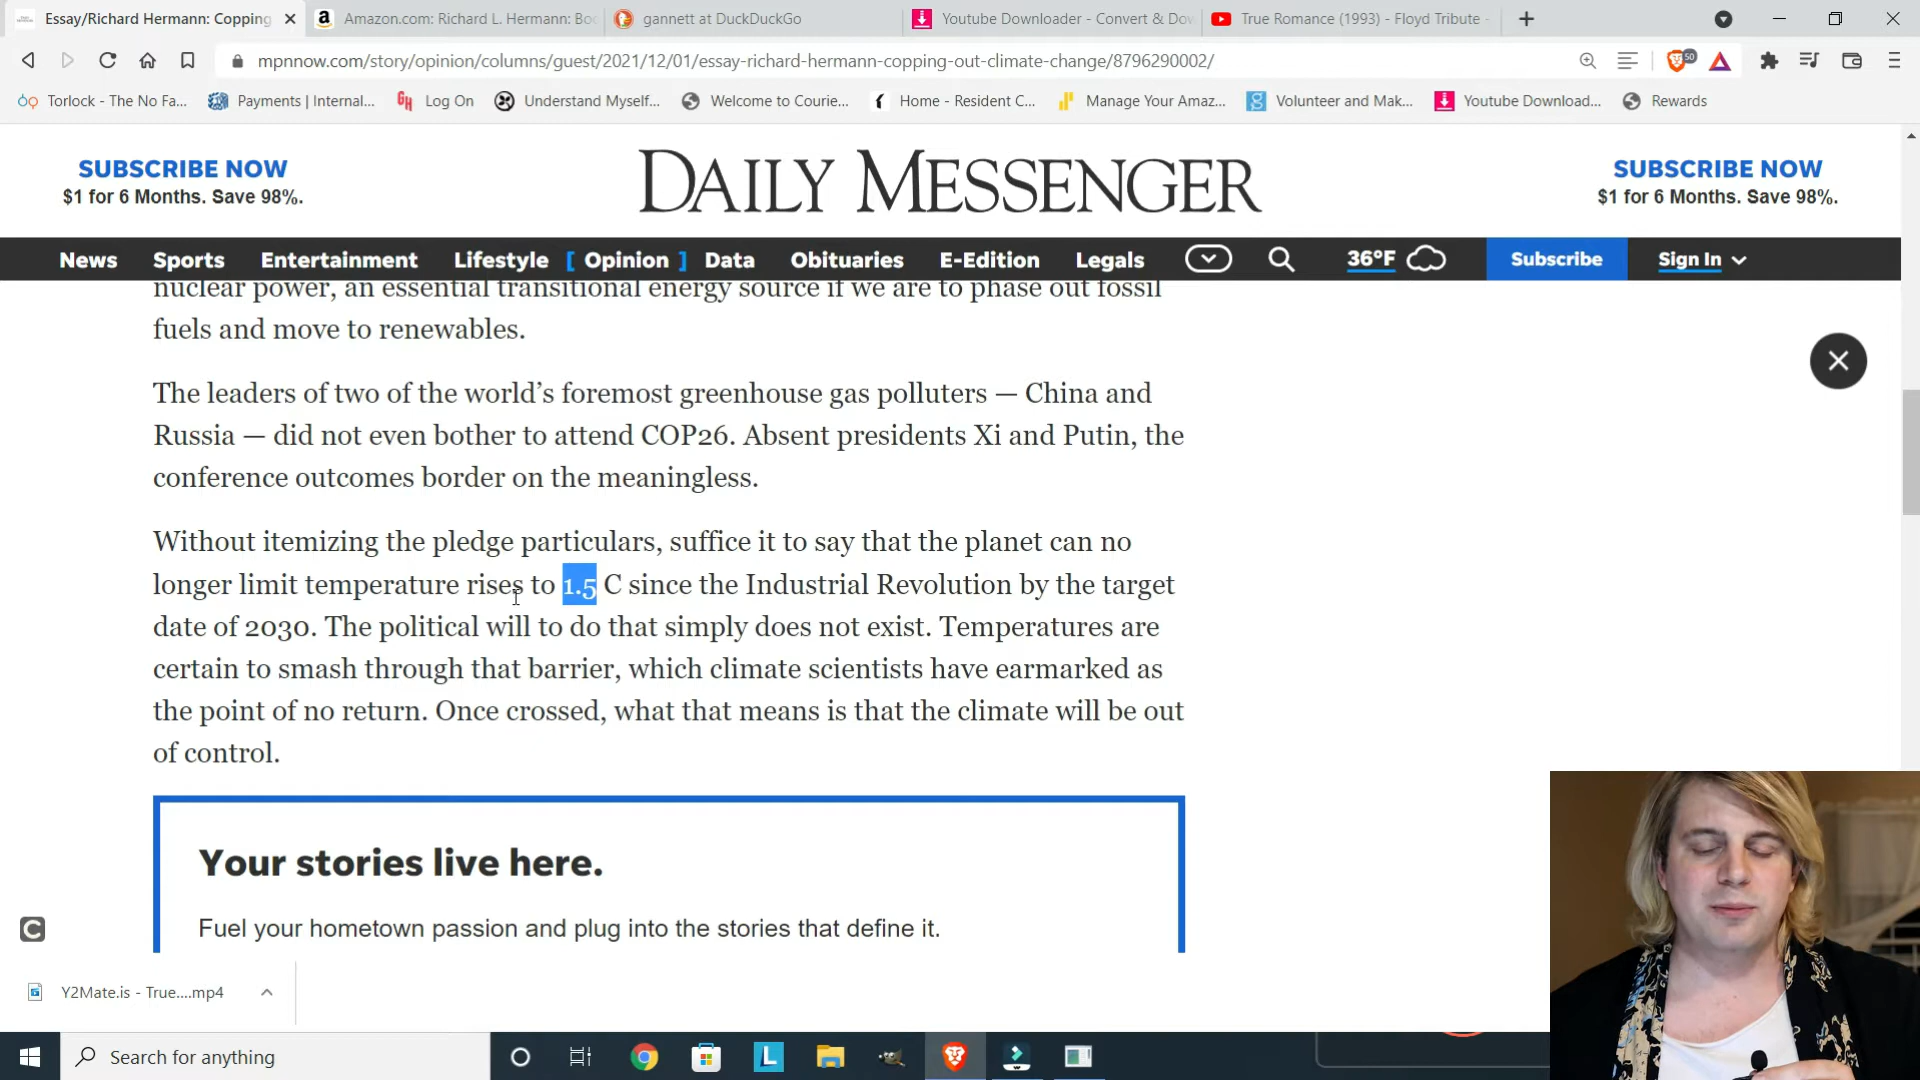 Essay/Richard Hermann: Copping
Amazon.com: Richard L. Hermann: Boo
gannett at DuckDuckGo
Youtube Downloader - Convert & Dow
True Romance (1993) - Floyd Tribute -
mpnnow.com/story/opinion/columns/guest/2021/12/01/essay-richard-hermann-copping-out-climate-change/8796290002/
50
Torlock - The No Fa...
Payments | Internal...
Log On
Understand Myself...
Welcome to Courie...
Home - Resident C...
Manage Your Amaz...
Volunteer and Mak...
Youtube Download...
Rewards
SUBSCRIBE NOW
$1 for 6 Months. Save 98%.
DAILY MESSENGER
SUBSCRIBE NOW
$1 for 6 Months. Save 98%.
News Sports Entertainment Lifestyle [ Opinion ] Data Obituaries E-Edition Legals 36°F Subscribe Sign In
nuclear power, an essential transitional energy source if we are to phase out fossil
fuels and move to renewables.
The leaders of two of the world’s foremost greenhouse gas polluters — China and
Russia — did not even bother to attend COP26. Absent presidents Xi and Putin, the
conference outcomes border on the meaningless.
Without itemizing the pledge particulars, suffice it to say that the planet can no
longer limit temperature rises to 1.5 C since the Industrial Revolution by the target
date of 2030. The political will to do that simply does not exist. Temperatures are
certain to smash through that barrier, which climate scientists have earmarked as
the point of no return. Once crossed, what that means is that the climate will be out
of control.
Your stories live here.
Fuel your hometown passion and plug into the stories that define it.
C
Y2Mate.is - True....mp4
Search for anything
L